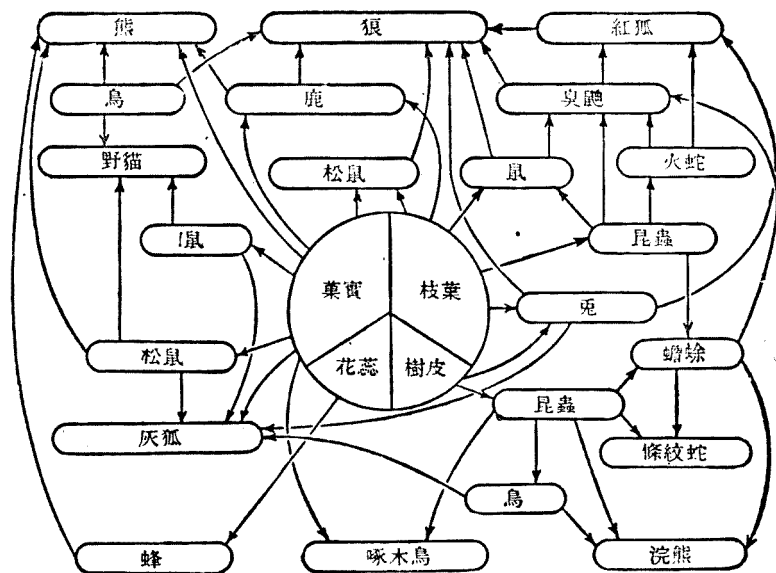 熊
狼
紅狐
鳥
鹿
臭鼬
野貓
松鼠
鼠
火蛇
鼠
昆蟲
菓實
枝葉
兎
松鼠
花蕊
樹皮
蟾蜍
昆蟲
灰狐
條紋蛇
鳥
蜂
啄木鳥
浣熊